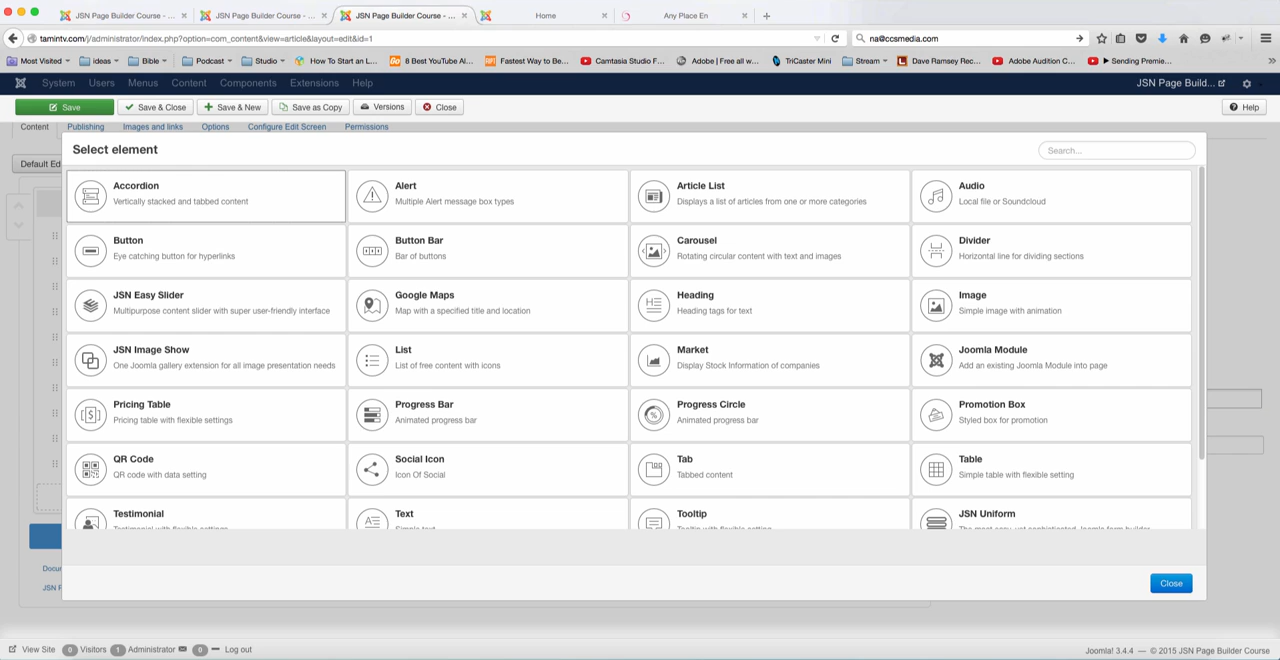 JSN Page Builder Course - ...
JSN Page Builder Course - ...
JSN Page Builder Course - ...
Home
Any Place En
tamintv.com/j/administrator/index.php?option=com_content&view=article&layout=edit&id=1
na@ccsmedia.com
Most Visited
ideas
Bible
Podcast
Studio
How To Start an L...
8 Best YouTube Al...
Fastest Way to Be...
Camtasia Studio F...
Adobe | Free all w...
TriCaster Mini
Stream
Dave Ramsey Rec...
Adobe Audition C...
Sending Premie...
System Users Menus Content Components Extensions Help
JSN Page Build...
Save
Save & Close
Save & New
Save as Copy
Versions
Close
Help
Content Publishing Images and links Options Configure Edit Screen Permissions
Default Ed
Select element
Search...
Accordion
Vertically stacked and tabbed content
Alert
Multiple Alert message box types
Article List
Displays a list of articles from one or more categories
Audio
Local file or Soundcloud
Button
Eye catching button for hyperlinks
Button Bar
Bar of buttons
Carousel
Rotating circular content with text and images
Divider
Horizontal line for dividing sections
JSN Easy Slider
Multipurpose content slider with super user-friendly interface
Google Maps
Map with a specified title and location
Heading
Heading tags for text
Image
Simple image with animation
JSN Image Show
One Joomla gallery extension for all image presentation needs
List
List of free content with icons
Market
Display Stock Information of companies
Joomla Module
Add an existing Joomla Module into page
Pricing Table
Pricing table with flexible settings
Progress Bar
Animated progress bar
Progress Circle
Animated progress bar
Promotion Box
Styled box for promotion
QR Code
QR code with data setting
Social Icon
Icon Of Social
Tab
Tabbed content
Table
Simple table with flexible setting
Testimonial
Testimonial with flexible settings
Text
Simple text
Tooltip
Tooltip with flexible setting
JSN Uniform
The most easy, yet sophisticated Joomla form builder
Docu
JSN P
Close
View Site 0 Visitors 1 Administrator 0 Log out
Joomla! 3.4.4 — © 2015 JSN Page Builder Course